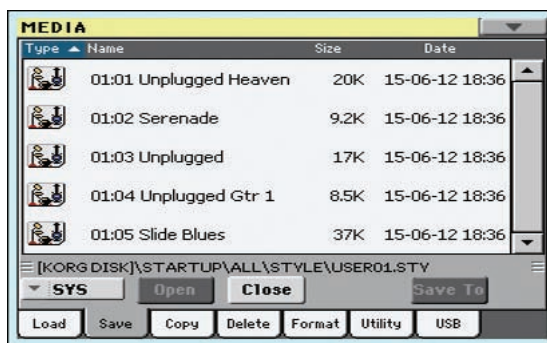 MEDIA
Type Name Size Date
01:01 Unplugged Heaven 20K 15-06-12 18:36
01:02 Serenade 9.2K 15-06-12 18:36
01:03 Unplugged 17K 15-06-12 18:36
01:04 Unplugged Gtr 1 8.5K 15-06-12 18:36
01:05 Slide Blues 37K 15-06-12 18:36
[KORG DISK]\STARTUP\ALL\STYLE\USER01.STY
SYS Open Close Save To
Load Save Copy Delete Format Utility USB